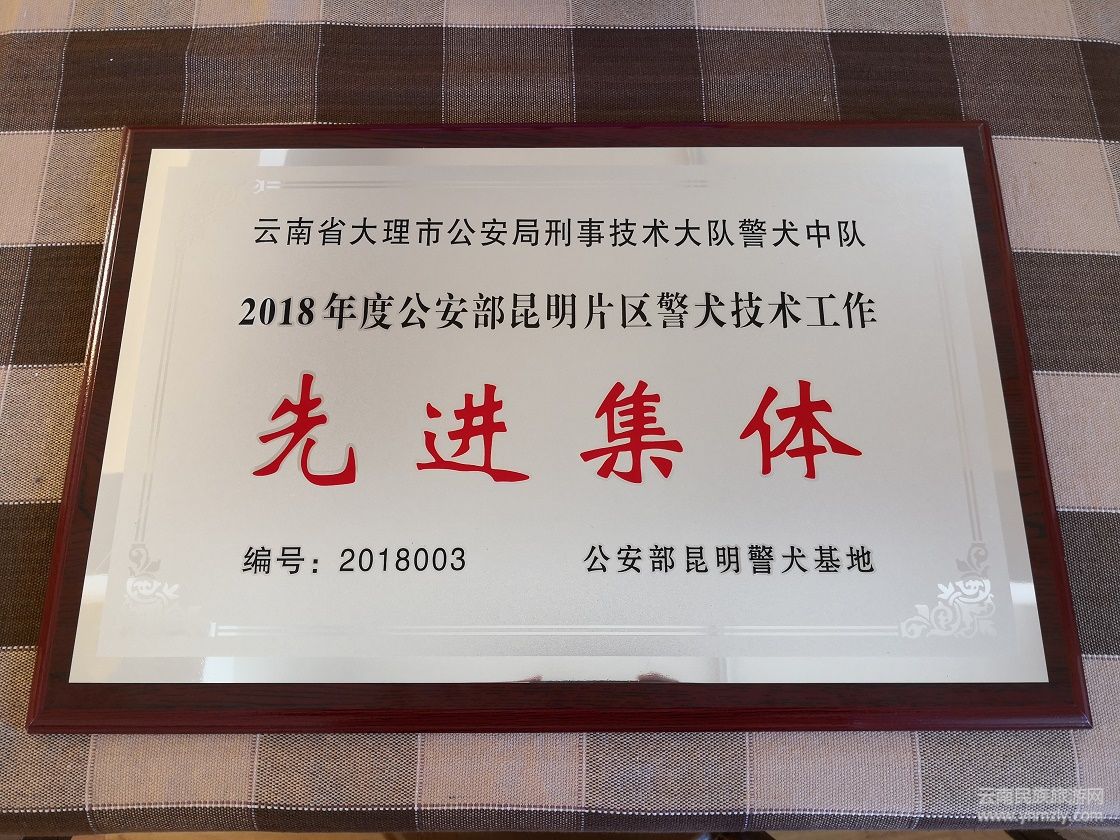 云南省大理市公安局刑事技术大队警犬中队
2018年度公安部昆明片区警犬技术工作
先进集体
编号：2018003 公安部昆明警犬基地
云南民族旅游网
www.ynmzly.com